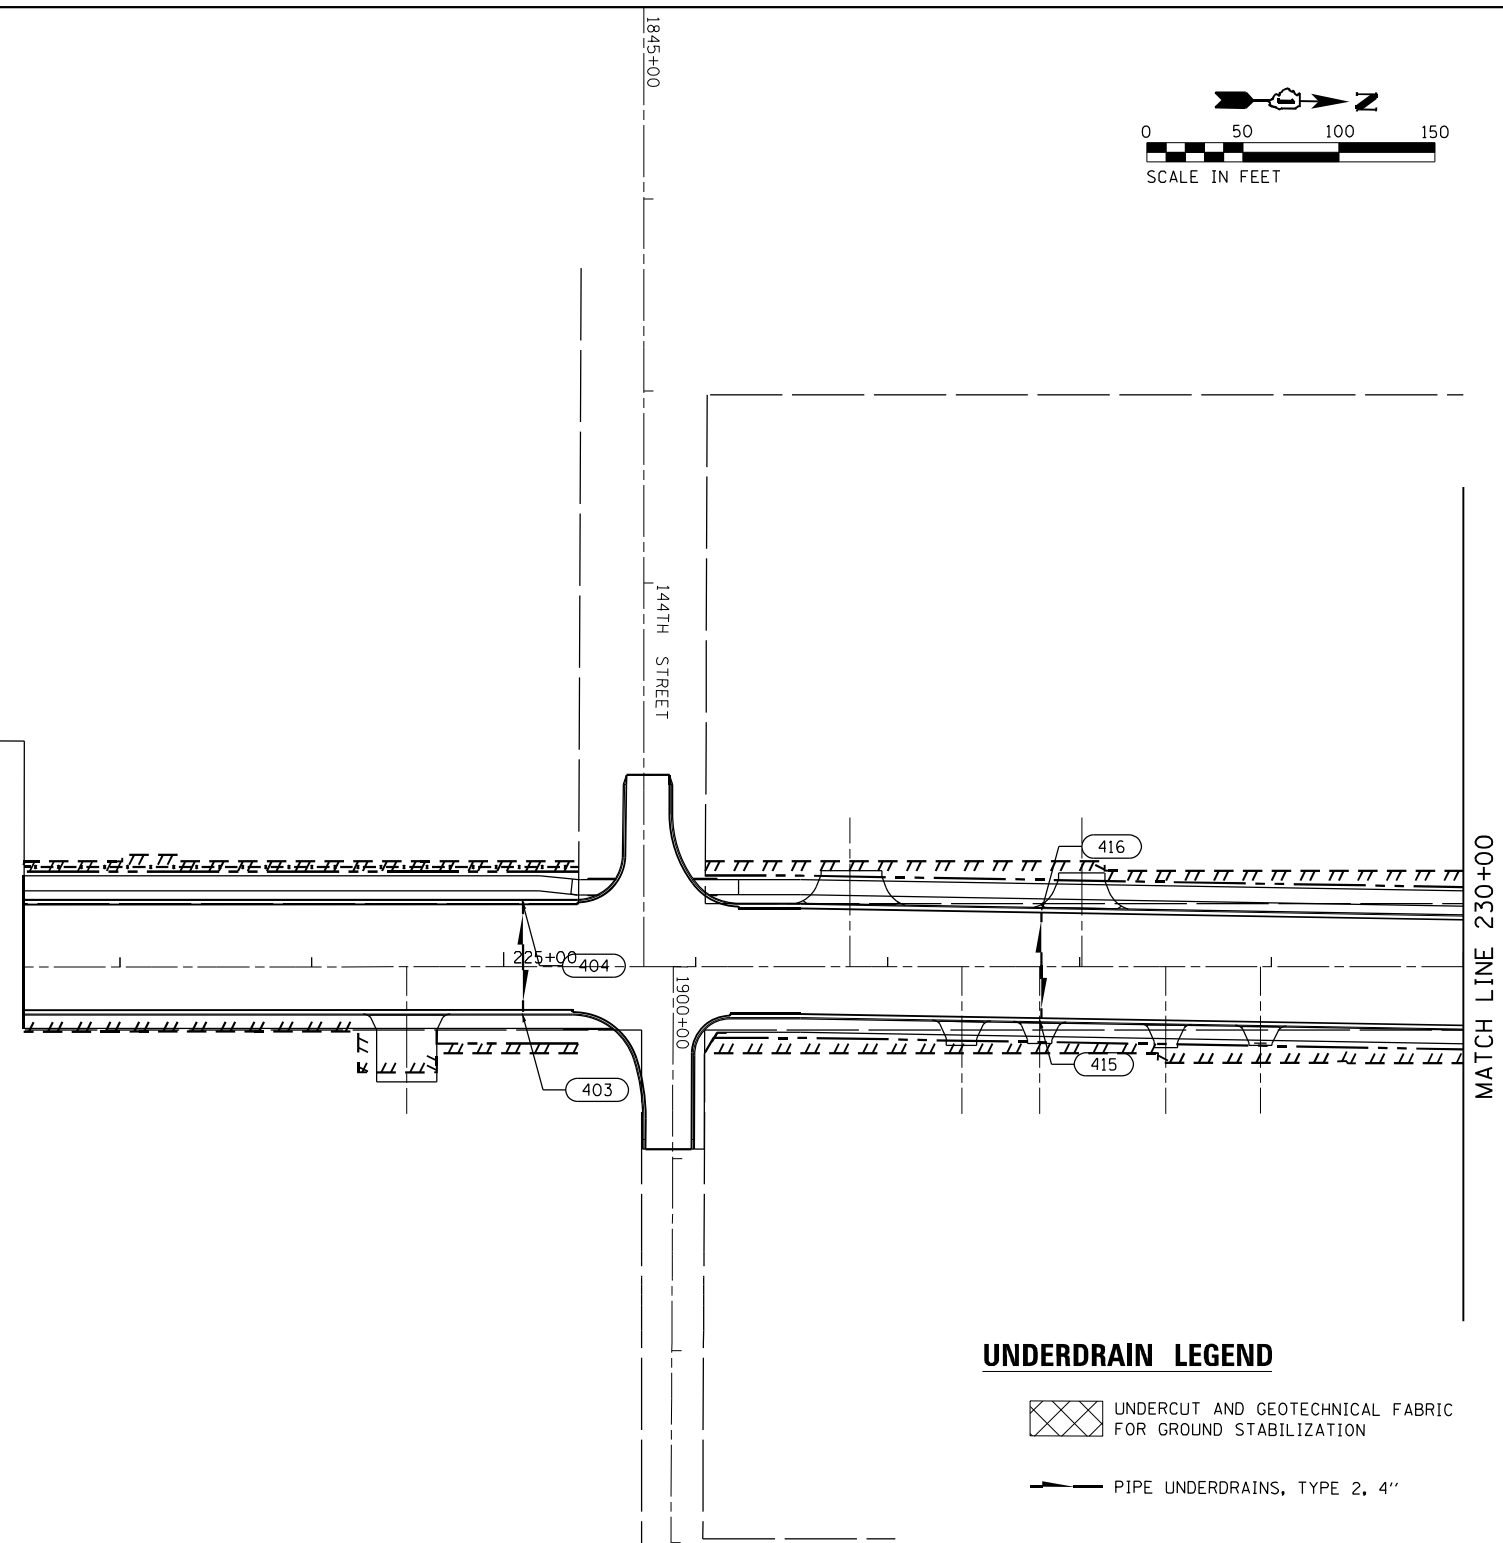 1845+00
N
0 50 100 150
SCALE IN FEET
144TH STREET
416
MATCH LINE 230+00
225+00
404
1900+00
415
403
UNDERDRAIN LEGEND
UNDERCUT AND GEOTECHNICAL FABRIC
FOR GROUND STABILIZATION
PIPE UNDERDRAINS, TYPE 2, 4''